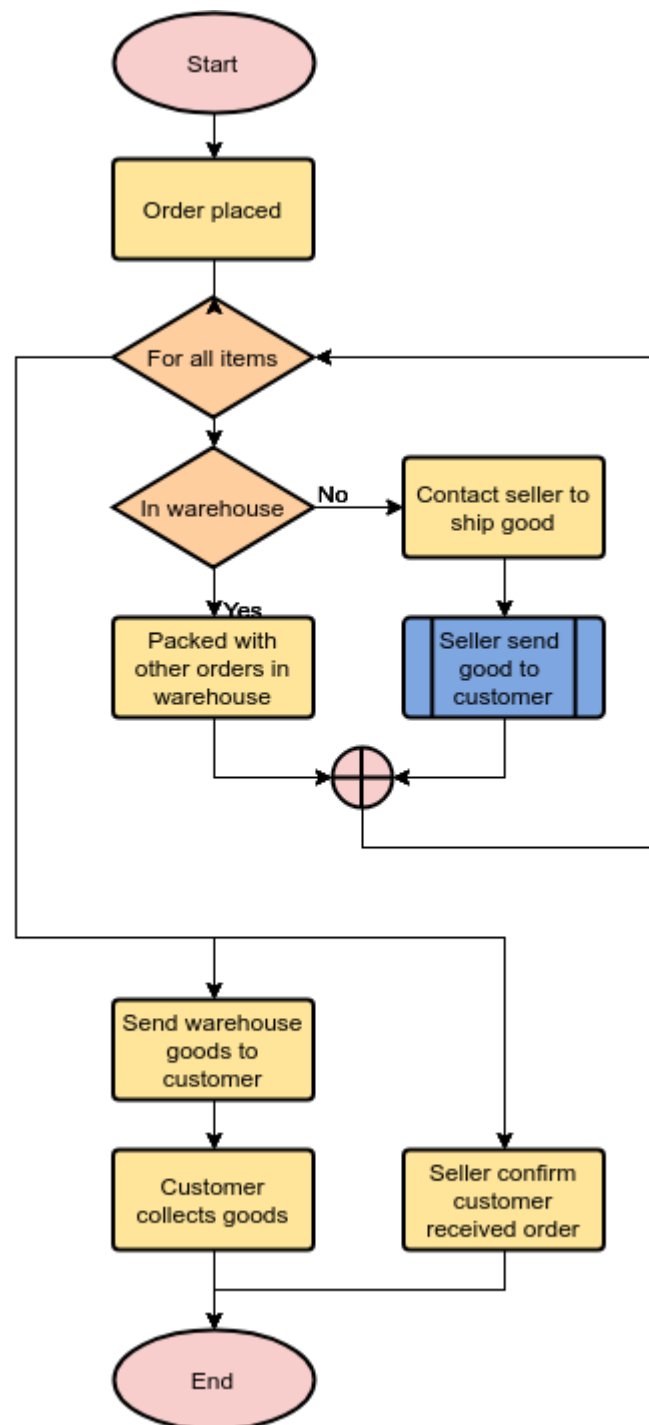 Start
Order placed
For all items
In warehouse
No
Contact seller to
ship good
Yes
Packed with
other orders in
warehouse
Seller send
good to
customer
Send warehouse
goods to
customer
Customer
collects goods
Seller confirm
customer
received order
End